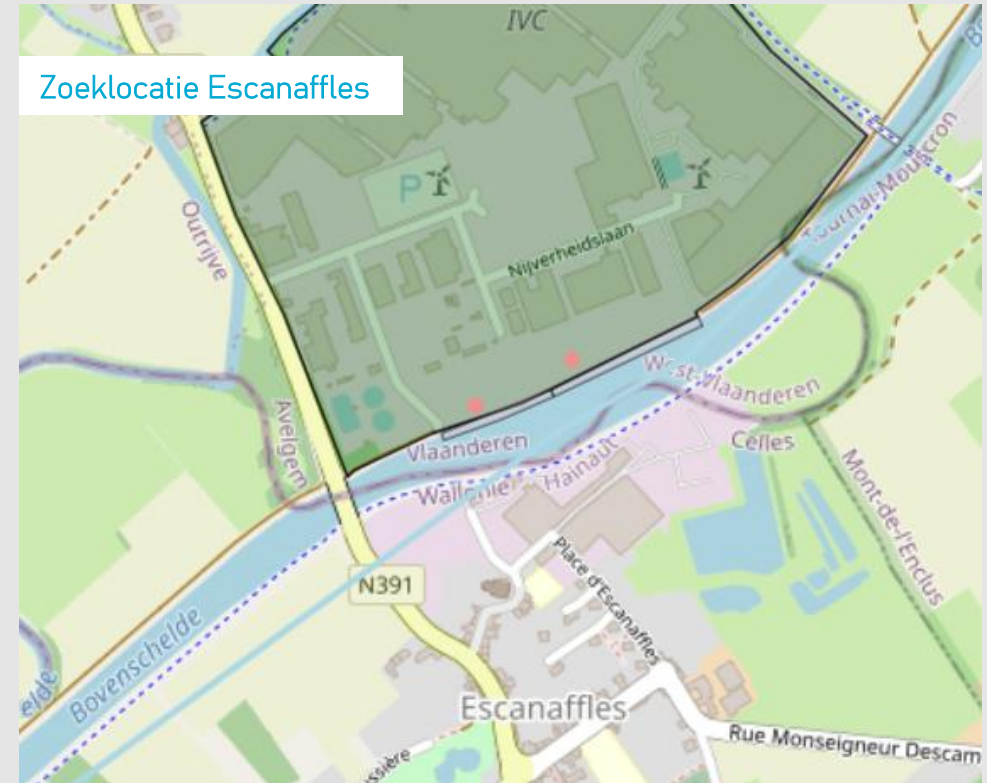 IVC
Zoeklocatie Escanaffles
P
Outrijve
Nijverheidslaan
Tournai-Mouscron
Avelgem
West-Vlaanderen
Vlaanderen
Celles
Wallonie
Hainaut
Mont-de-l'Enclus
Place d'Escanaffles
N391
Bovenschelde
Escanaffles
Rue Monseigneur Descam